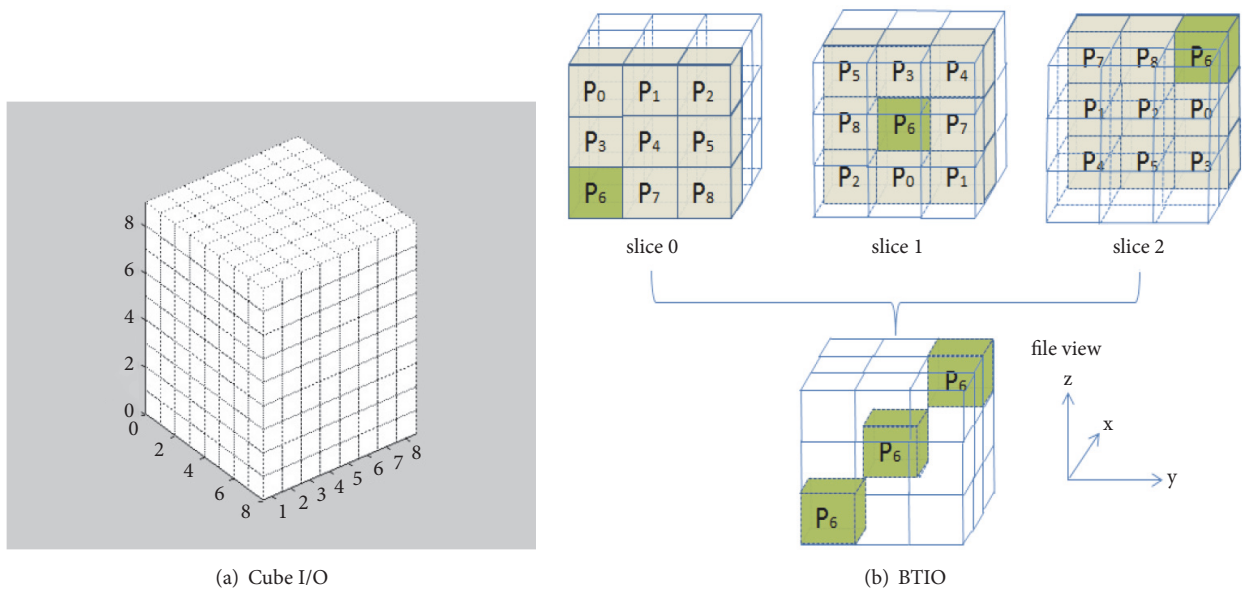 8
6
4
2
0
0
2
4
6
8
1 2 3 4 5 6 7 8
(a) Cube I/O
P₀ P₁ P₂
P₃ P₄ P₅
P₆ P₇ P₈
slice 0
P₅ P₃ P₄
P₈ P₆ P₇
P₂ P₀ P₁
slice 1
P₇ P₈ P₆
P₁ P₂ P₀
P₄ P₅ P₃
slice 2
P₆
P₆
P₆
file view
z
x
y
(b) BTIO